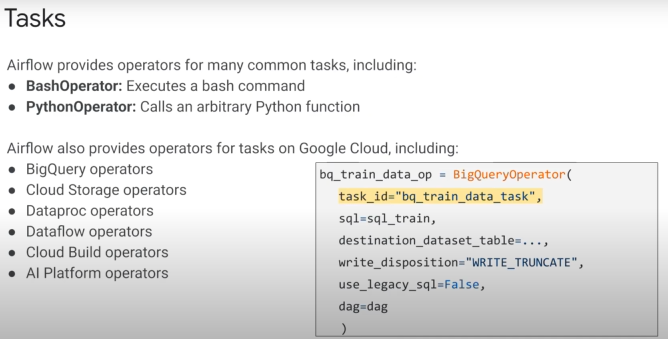 Tasks
Airflow provides operators for many common tasks, including:
● BashOperator: Executes a bash command
● PythonOperator: Calls an arbitrary Python function
Airflow also provides operators for tasks on Google Cloud, including:
● BigQuery operators
● Cloud Storage operators
● Dataproc operators
● Dataflow operators
● Cloud Build operators
● AI Platform operators
bq_train_data_op = BigQueryOperator(
task_id="bq_train_data_task",
sql=sql_train,
destination_dataset_table=...,
write_disposition="WRITE_TRUNCATE",
use_legacy_sql=False,
dag=dag
)